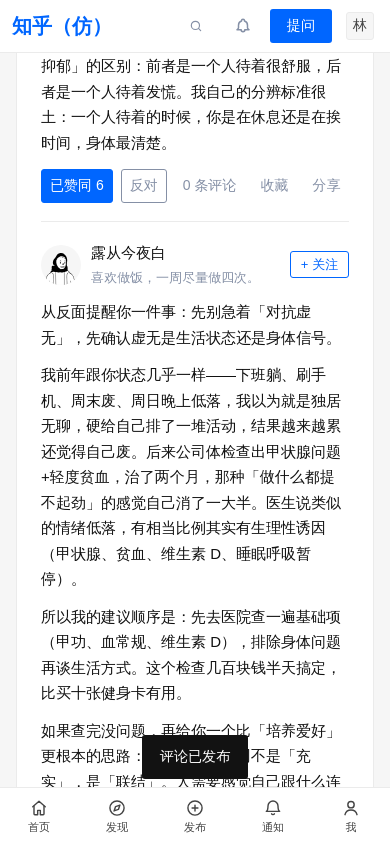 知乎（仿）
提问
林
抑郁」的区别：前者是一个人待着很舒服，后
者是一个人待着发慌。我自己的分辨标准很
土：一个人待着的时候，你是在休息还是在挨
时间，身体最清楚。
已赞同 6
反对
0 条评论
收藏
分享
露从今夜白
喜欢做饭，一周尽量做四次。
+ 关注
从反面提醒你一件事：先别急着「对抗虚
无」，先确认虚无是生活状态还是身体信号。
我前年跟你状态几乎一样——下班躺、刷手
机、周末废、周日晚上低落，我以为就是独居
无聊，硬给自己排了一堆活动，结果越来越累
还觉得自己废。后来公司体检查出甲状腺问题
+轻度贫血，治了两个月，那种「做什么都提
不起劲」的感觉自己消了一大半。医生说类似
的情绪低落，有相当比例其实有生理性诱因
（甲状腺、贫血、维生素 D、睡眠呼吸暂
停）。
所以我的建议顺序是：先去医院查一遍基础项
（甲功、血常规、维生素 D），排除身体问题
再谈生活方式。这个检查几百块钱半天搞定，
比买十张健身卡有用。
如果查完没问题，再给你一个比「培养爱好」
更根本的思路：
不是「充
实」，是「联结」。人需要感觉自己跟什么连
评论已发布
首页
发现
发布
通知
我